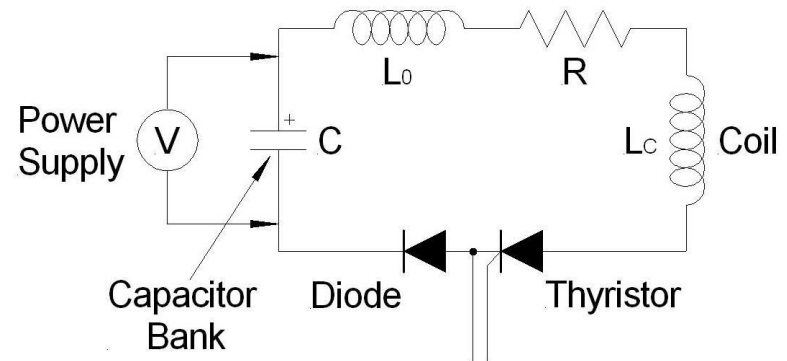 L0
R
Power
Supply
V
+
C
LC
Coil
Capacitor
Bank
Diode
Thyristor